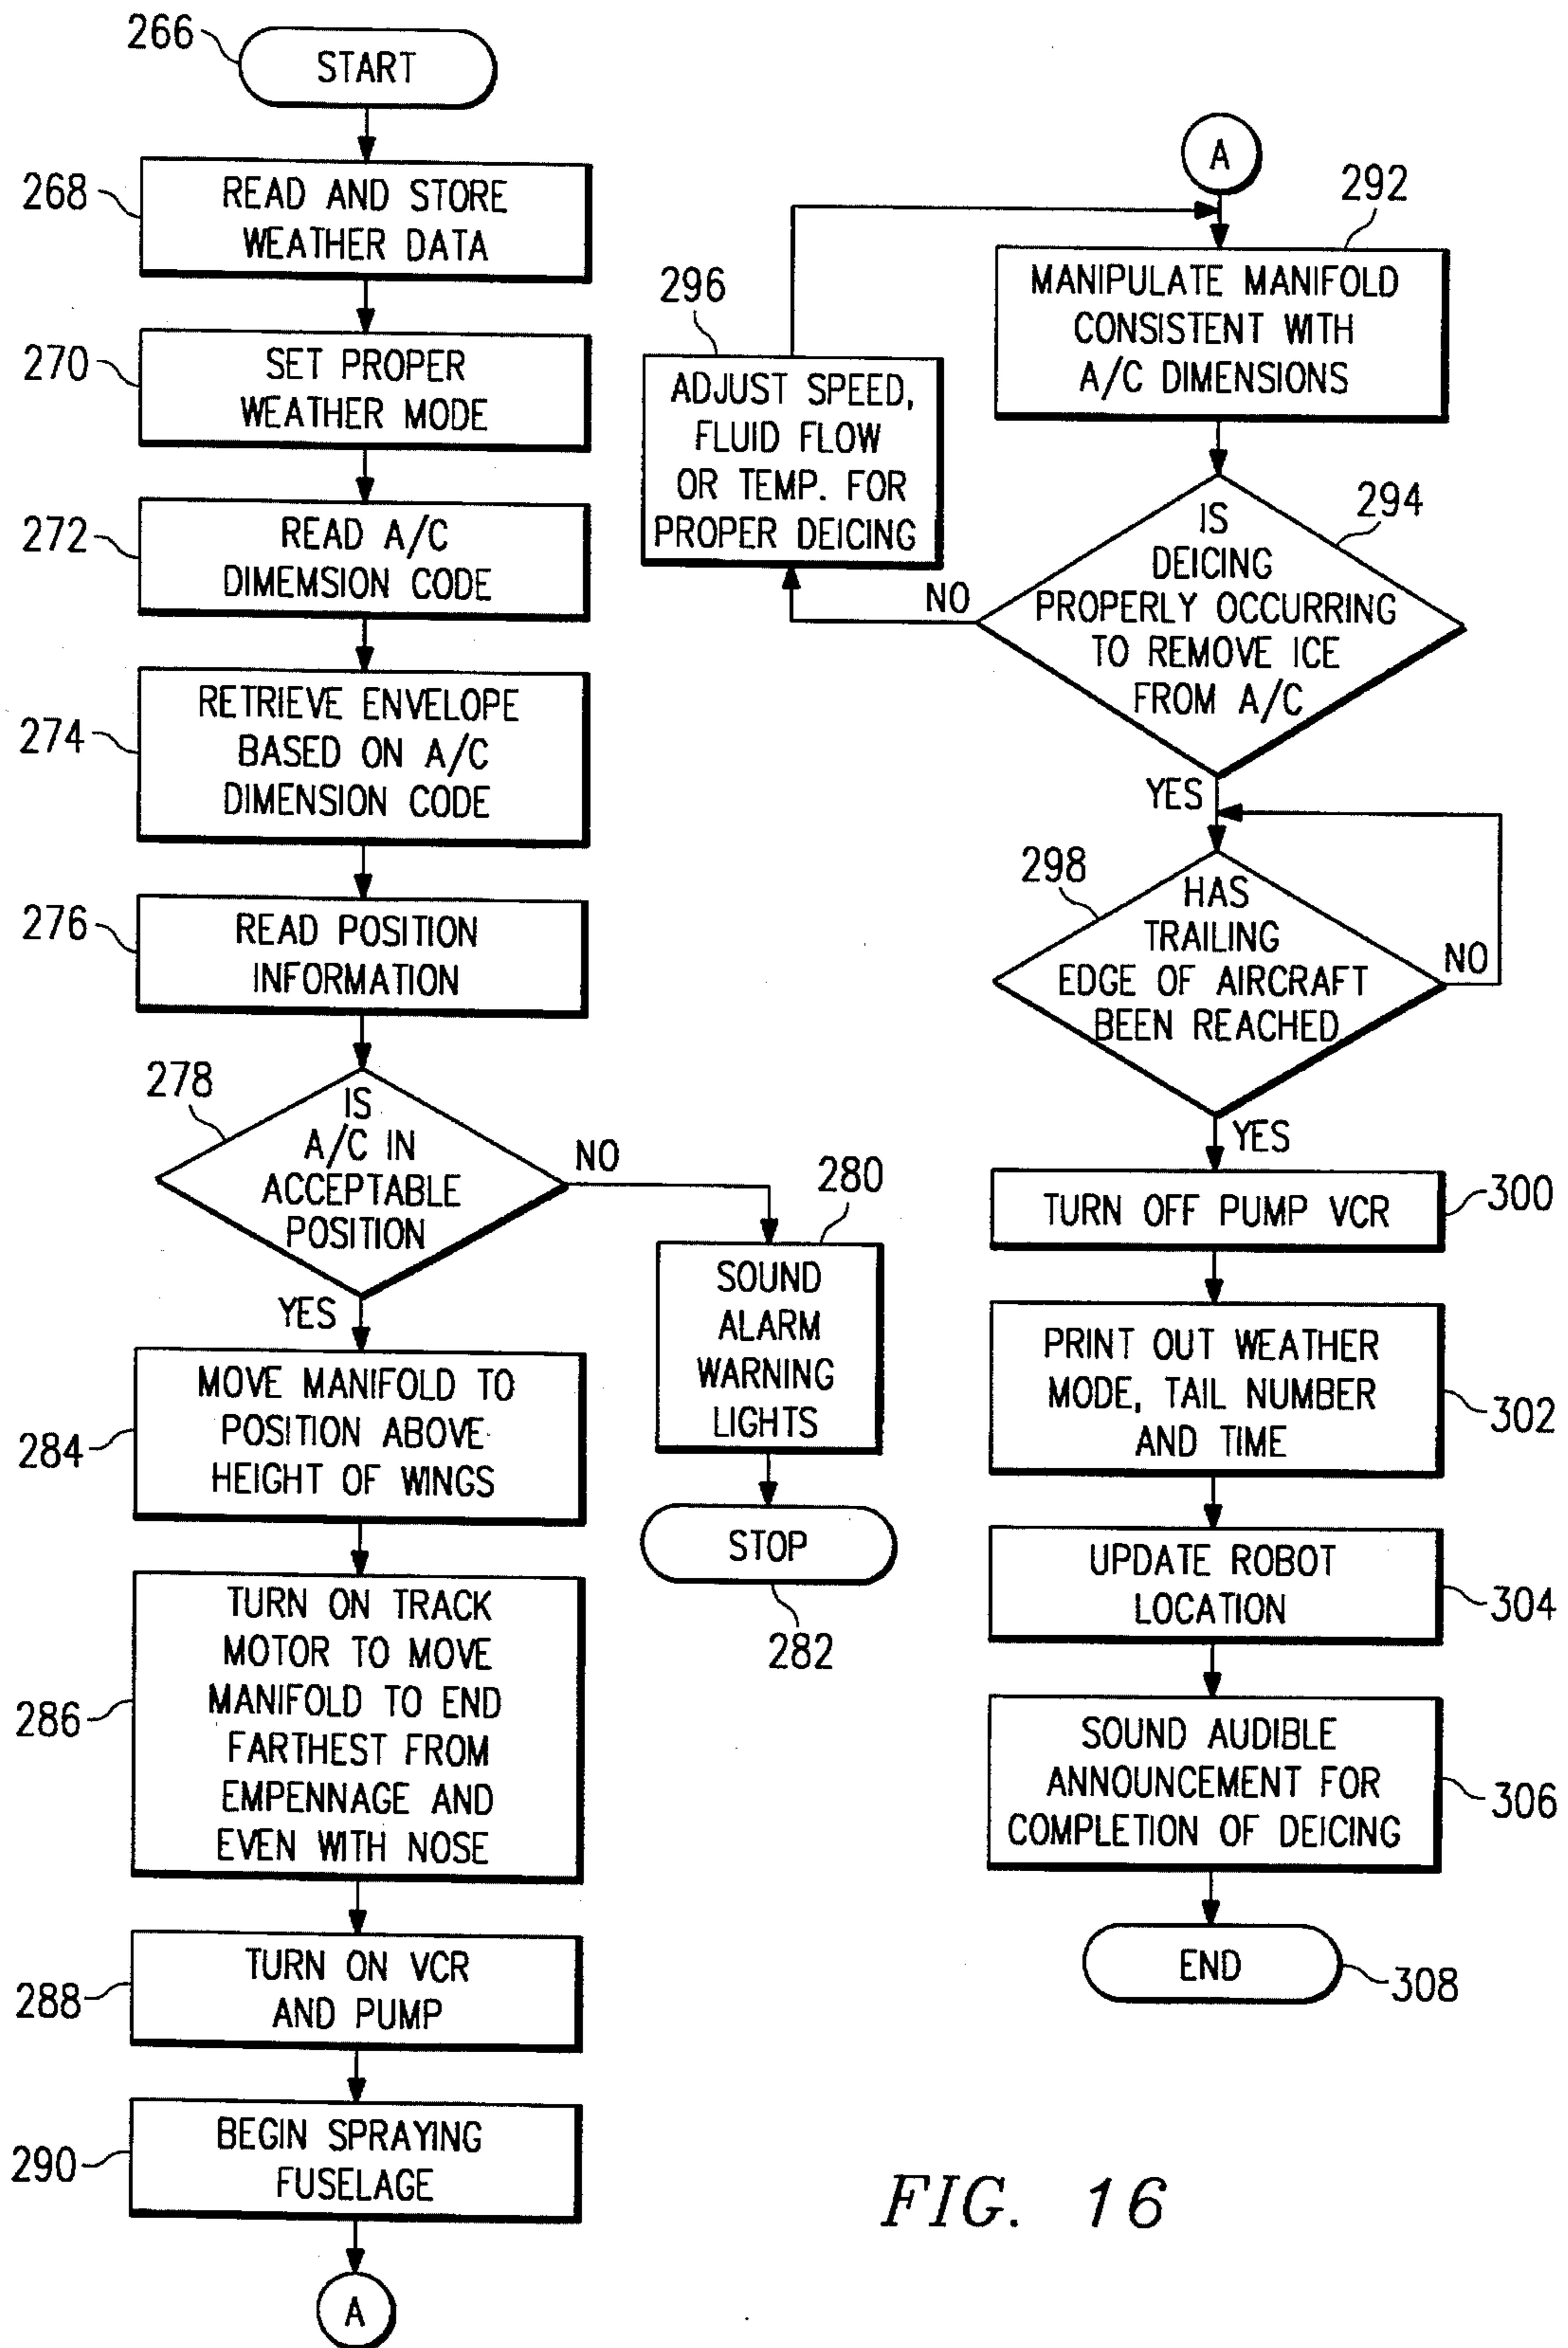 266
START
268
READ AND STORE
WEATHER DATA
270
SET PROPER
WEATHER MODE
272
READ A/C
DIMEMSION CODE
274
RETRIEVE ENVELOPE
BASED ON A/C
DIMENSION CODE
276
READ POSITION
INFORMATION
278
IS
A/C IN
ACCEPTABLE
POSITION
NO
YES
280
SOUND
ALARM
WARNING
LIGHTS
STOP
282
284
MOVE MANIFOLD TO
POSITION ABOVE
HEIGHT OF WINGS
286
TURN ON TRACK
MOTOR TO MOVE
MANIFOLD TO END
FARTHEST FROM
EMPENNAGE AND
EVEN WITH NOSE
288
TURN ON VCR
AND PUMP
290
BEGIN SPRAYING
FUSELAGE
A
A
292
MANIPULATE MANIFOLD
CONSISTENT WITH
A/C DIMENSIONS
296
ADJUST SPEED,
FLUID FLOW
OR TEMP. FOR
PROPER DEICING
294
IS
DEICING
PROPERLY OCCURRING
TO REMOVE ICE
FROM A/C
NO
YES
298
HAS
TRAILING
EDGE OF AIRCRAFT
BEEN REACHED
NO
YES
TURN OFF PUMP VCR
300
PRINT OUT WEATHER
MODE, TAIL NUMBER
AND TIME
302
UPDATE ROBOT
LOCATION
304
SOUND AUDIBLE
ANNOUNCEMENT FOR
COMPLETION OF DEICING
306
END
308
FIG. 16